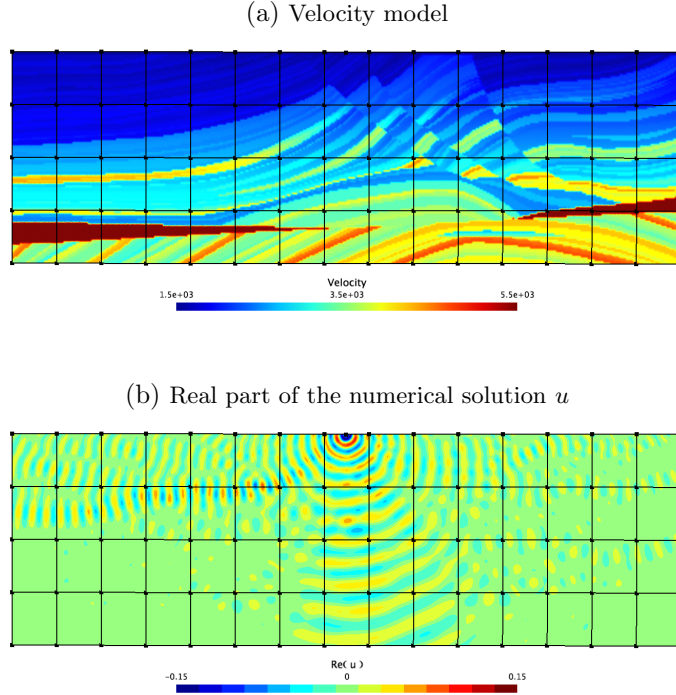 (a) Velocity model
Velocity
1.5e+03 3.5e+03 5.5e+03
(b) Real part of the numerical solution u
Re( u )
-0.15 0 0.15